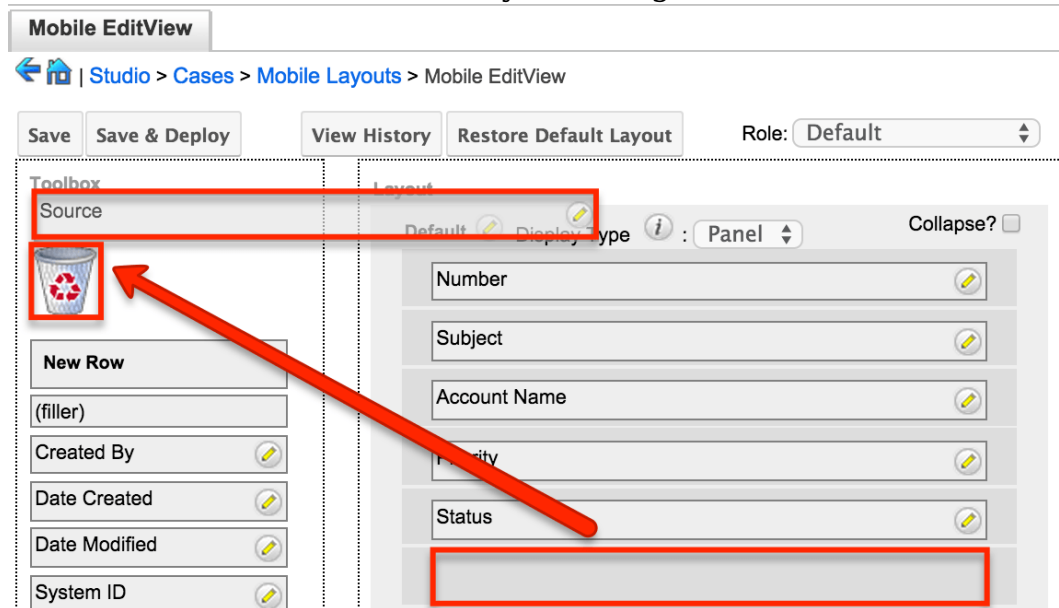 Mobile EditView
| Studio > Cases > Mobile Layouts > Mobile EditView
Save Save & Deploy View History Restore Default Layout Role: Default
Toolbox
Source
Layout
Default Display Type i : Panel Collapse?
Number
Subject
Account Name
Priority
Status
New Row
(filler)
Created By
Date Created
Date Modified
System ID